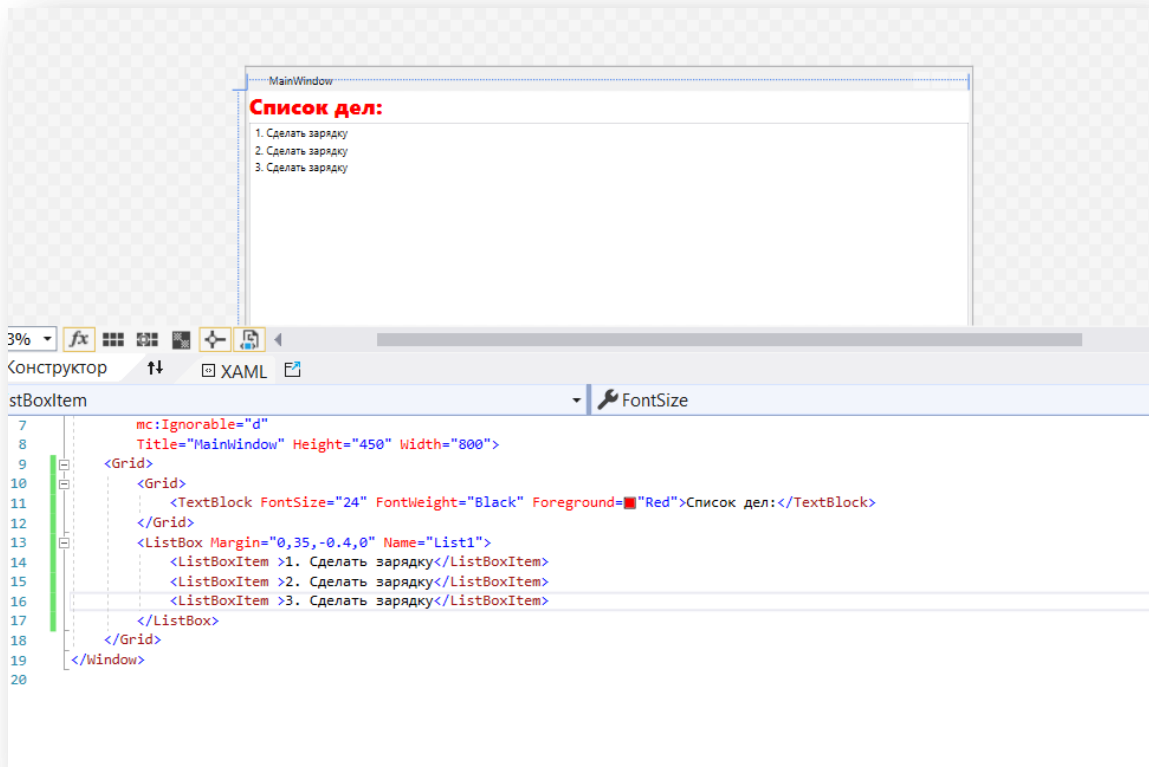 MainWindow
Список дел:
1. Сделать зарядку
2. Сделать зарядку
3. Сделать зарядку
3% fx
Конструктор XAML
stBoxItem FontSize
7 mc:Ignorable="d"
8 Title="MainWindow" Height="450" Width="800">
9 <Grid>
10 <Grid>
11 <TextBlock FontSize="24" FontWeight="Black" Foreground="Red">Список дел:</TextBlock>
12 </Grid>
13 <ListBox Margin="0,35,-0.4,0" Name="List1">
14 <ListBoxItem >1. Сделать зарядку</ListBoxItem>
15 <ListBoxItem >2. Сделать зарядку</ListBoxItem>
16 <ListBoxItem >3. Сделать зарядку</ListBoxItem>
17 </ListBox>
18 </Grid>
19 </Window>
20